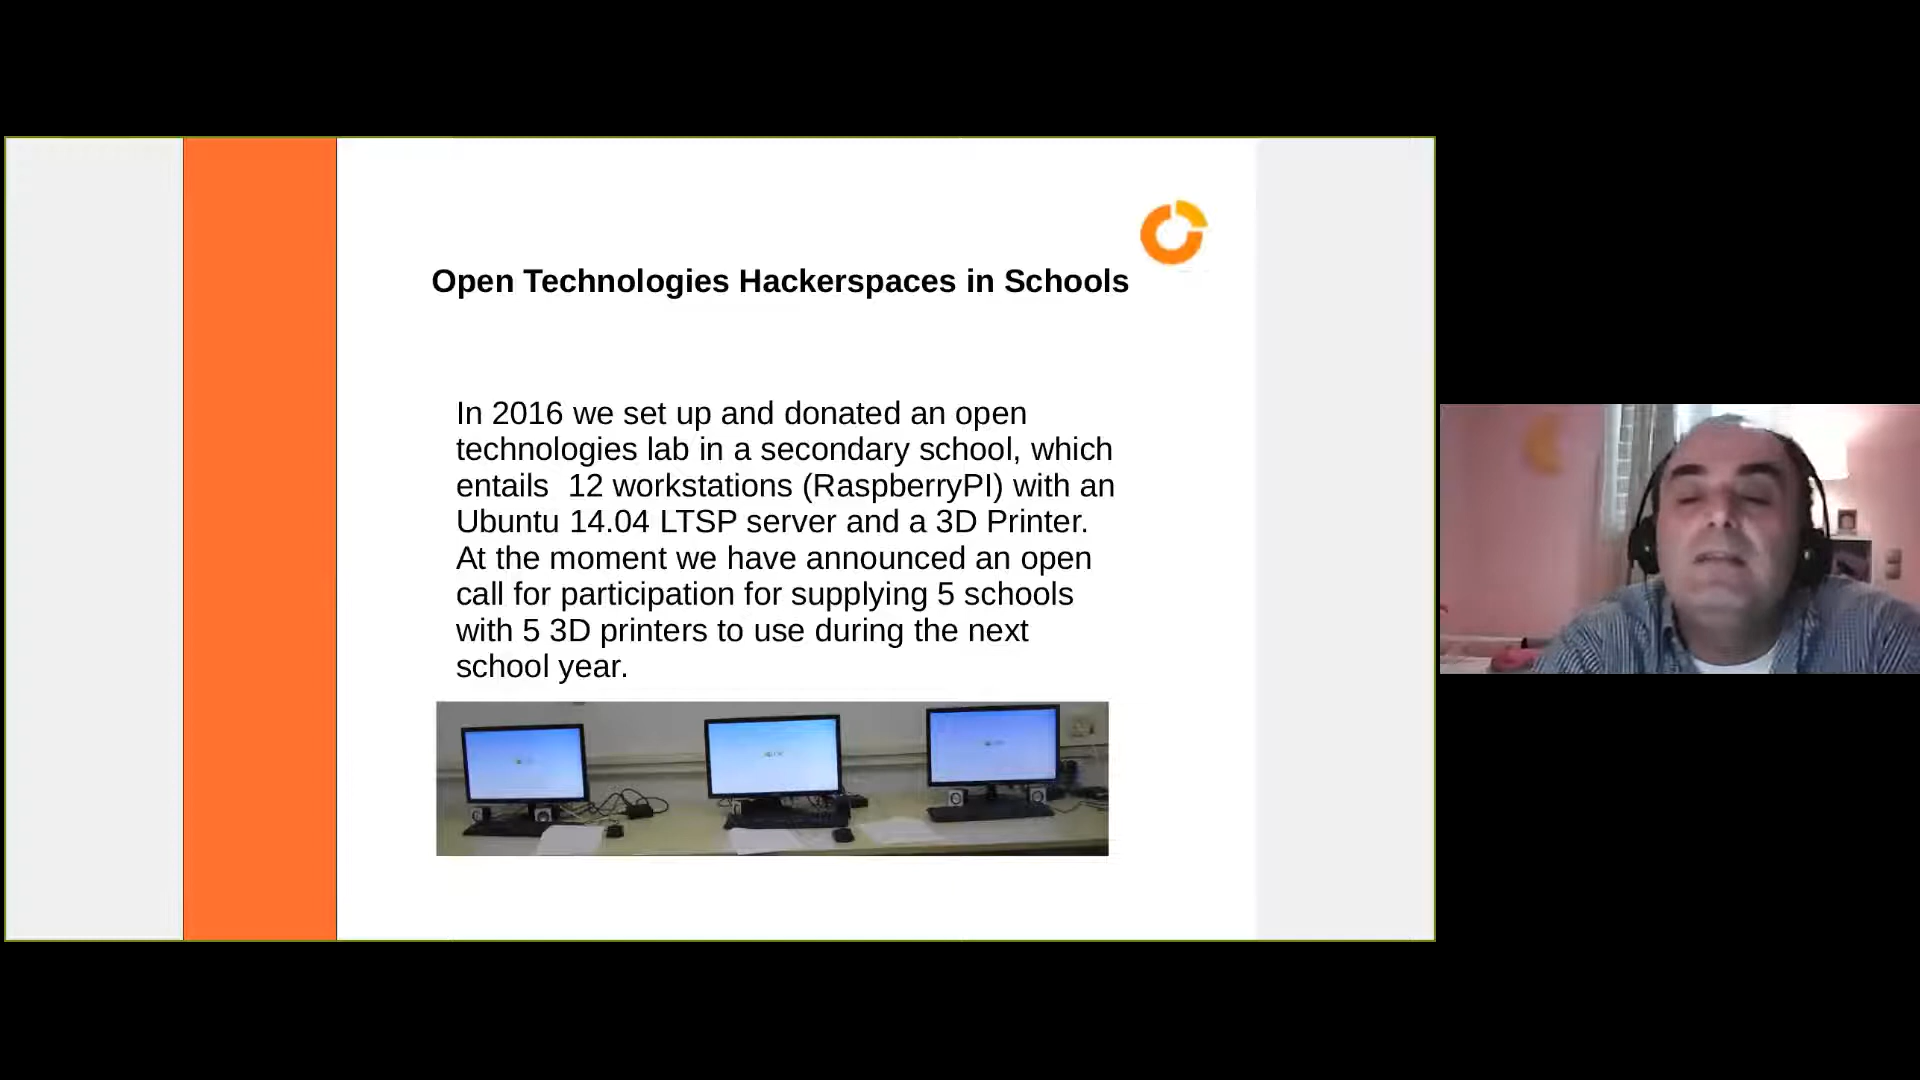 Open Technologies Hackerspaces in Schools
In 2016 we set up and donated an open
technologies lab in a secondary school, which
entails  12 workstations (RaspberryPI) with an
Ubuntu 14.04 LTSP server and a 3D Printer.
At the moment we have announced an open
call for participation for supplying 5 schools
with 5 3D printers to use during the next
school year.